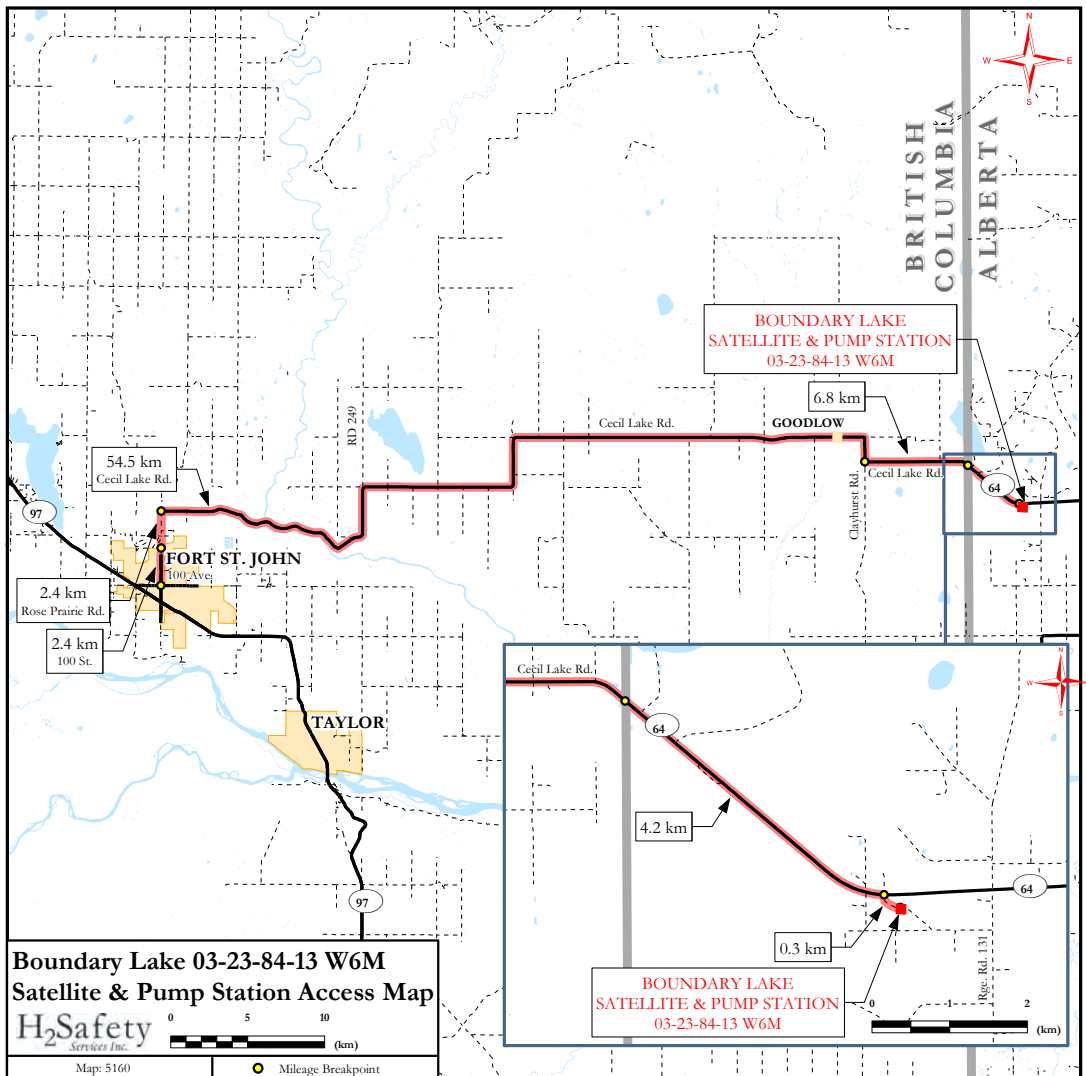 N
W
E
S
BRITISH
COLUMBIA
ALBERTA
BOUNDARY LAKE
SATELLITE & PUMP STATION
03-23-84-13 W6M
6.8 km
RD 249
Cecil Lake Rd.
GOODLOW
54.5 km
Cecil Lake Rd.
Clayhurst Rd.
Cecil Lake Rd.
64
97
FORT ST. JOHN
100 Ave.
2.4 km
Rose Prairie Rd.
2.4 km
100 St.
TAYLOR
97
Cecil Lake Rd.
N
W
S
64
4.2 km
64
0.3 km
Rge. Rd. 131
BOUNDARY LAKE
SATELLITE & PUMP STATION
03-23-84-13 W6M
0 1 2
(km)
Boundary Lake 03-23-84-13 W6M
Satellite & Pump Station Access Map
H2Safety
Services Inc.
0 5 10
(km)
Map: 5160
Mileage Breakpoint